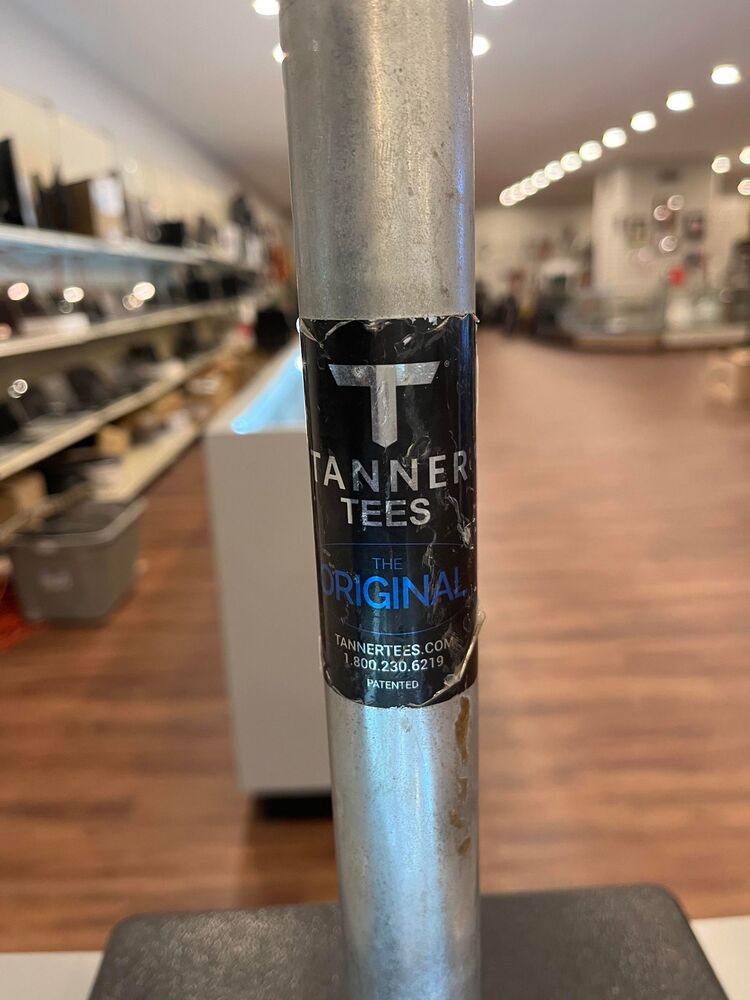 T®
TANNER
TEES
THE
ORIGINAL
TANNERTEES.COM
1.800.230.6219
PATENTED